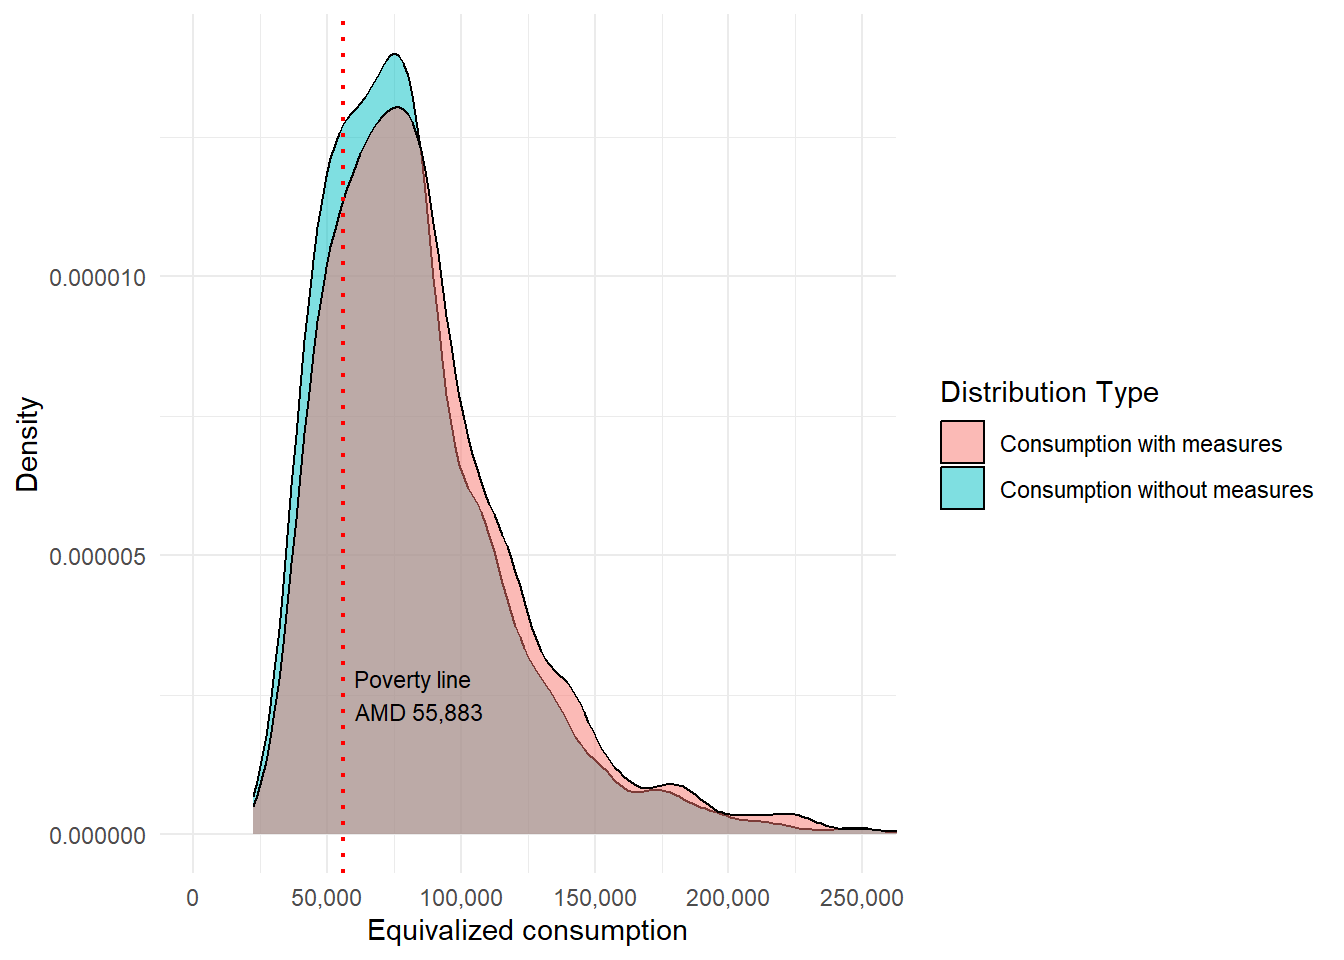 Density
0.000010
0.000005
0.000000
Poverty line
AMD 55,883
0
50,000
100,000
150,000
200,000
250,000
Equivalized consumption
Distribution Type
Consumption with measures
Consumption without measures